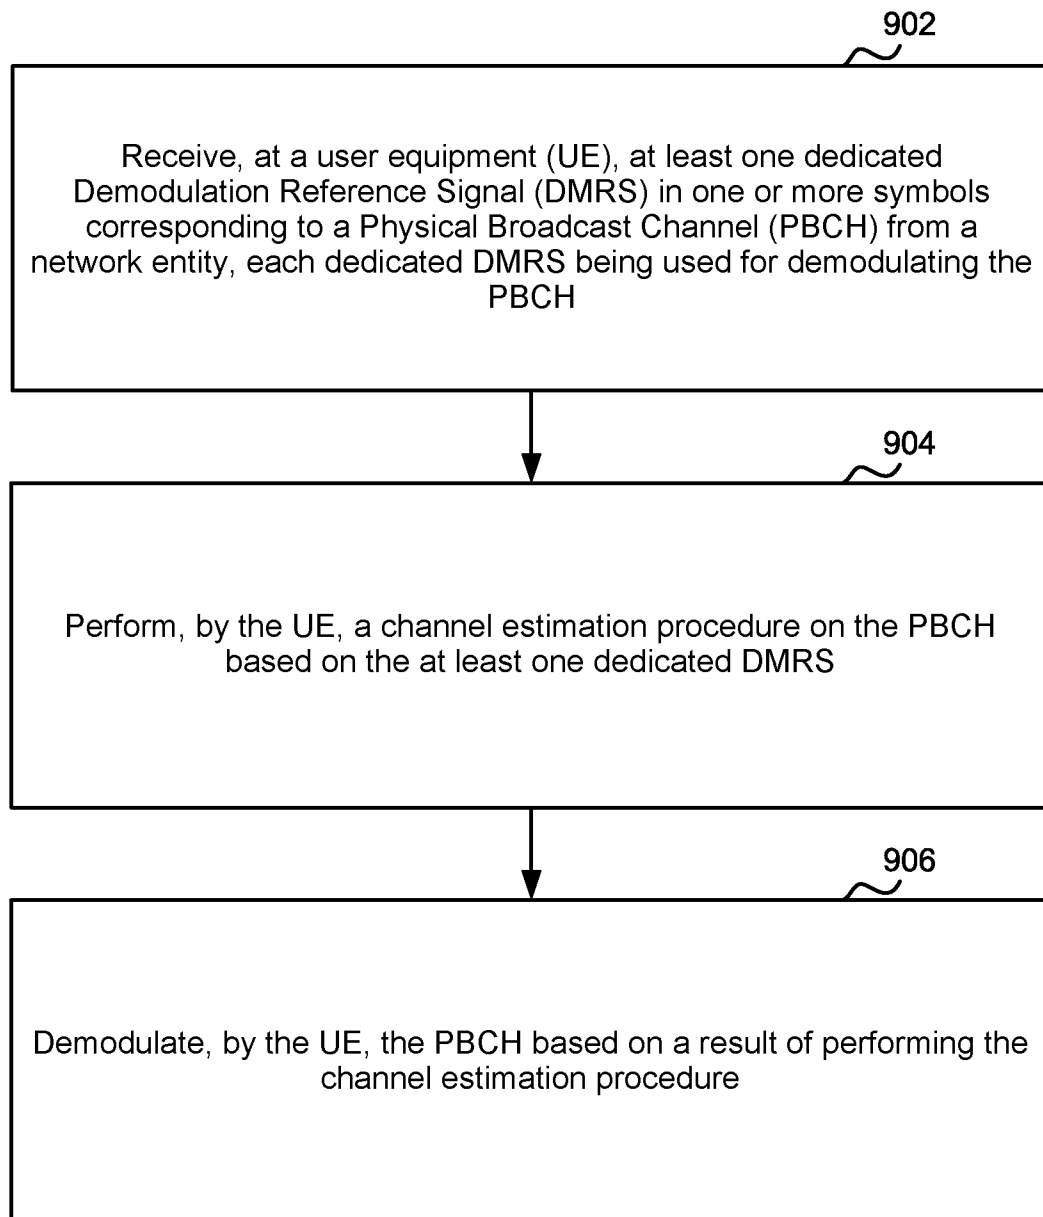 902
Receive, at a user equipment (UE), at least one dedicated
Demodulation Reference Signal (DMRS) in one or more symbols
corresponding to a Physical Broadcast Channel (PBCH) from a
network entity, each dedicated DMRS being used for demodulating the
PBCH
904
Perform, by the UE, a channel estimation procedure on the PBCH
based on the at least one dedicated DMRS
906
Demodulate, by the UE, the PBCH based on a result of performing the
channel estimation procedure